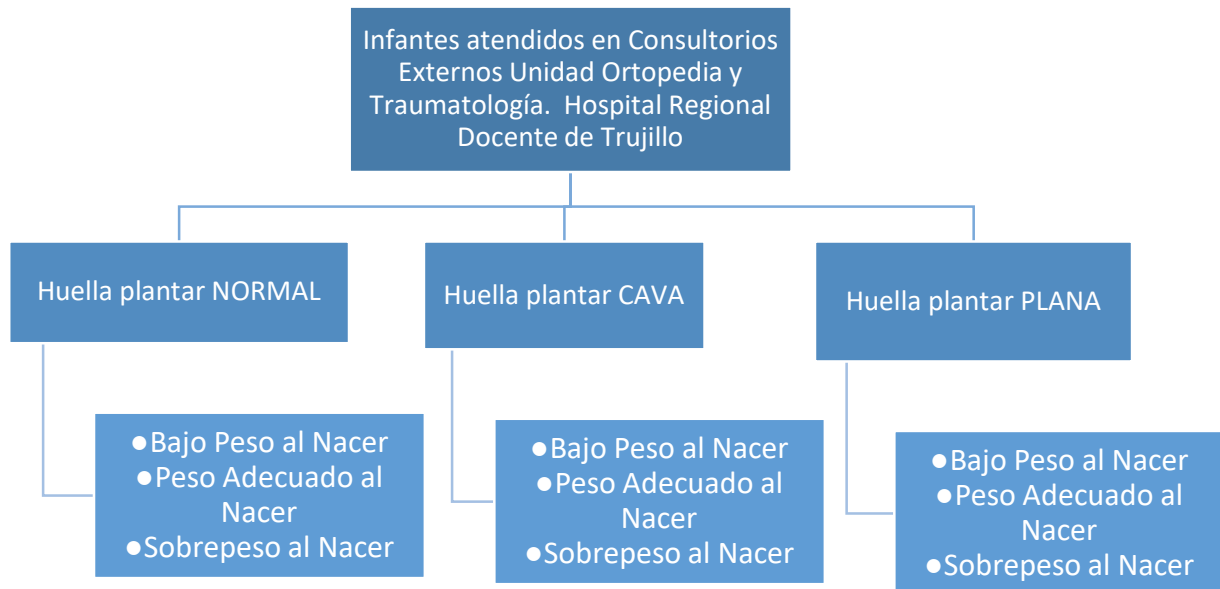 Infantes atendidos en Consultorios
Externos Unidad Ortopedia y
Traumatología. Hospital Regional
Docente de Trujillo
Huella plantar NORMAL
Huella plantar CAVA
Huella plantar PLANA
●Bajo Peso al Nacer
●Peso Adecuado al
Nacer
●Sobrepeso al Nacer
●Bajo Peso al Nacer
●Peso Adecuado al
Nacer
●Sobrepeso al Nacer
●Bajo Peso al Nacer
●Peso Adecuado al
Nacer
●Sobrepeso al Nacer